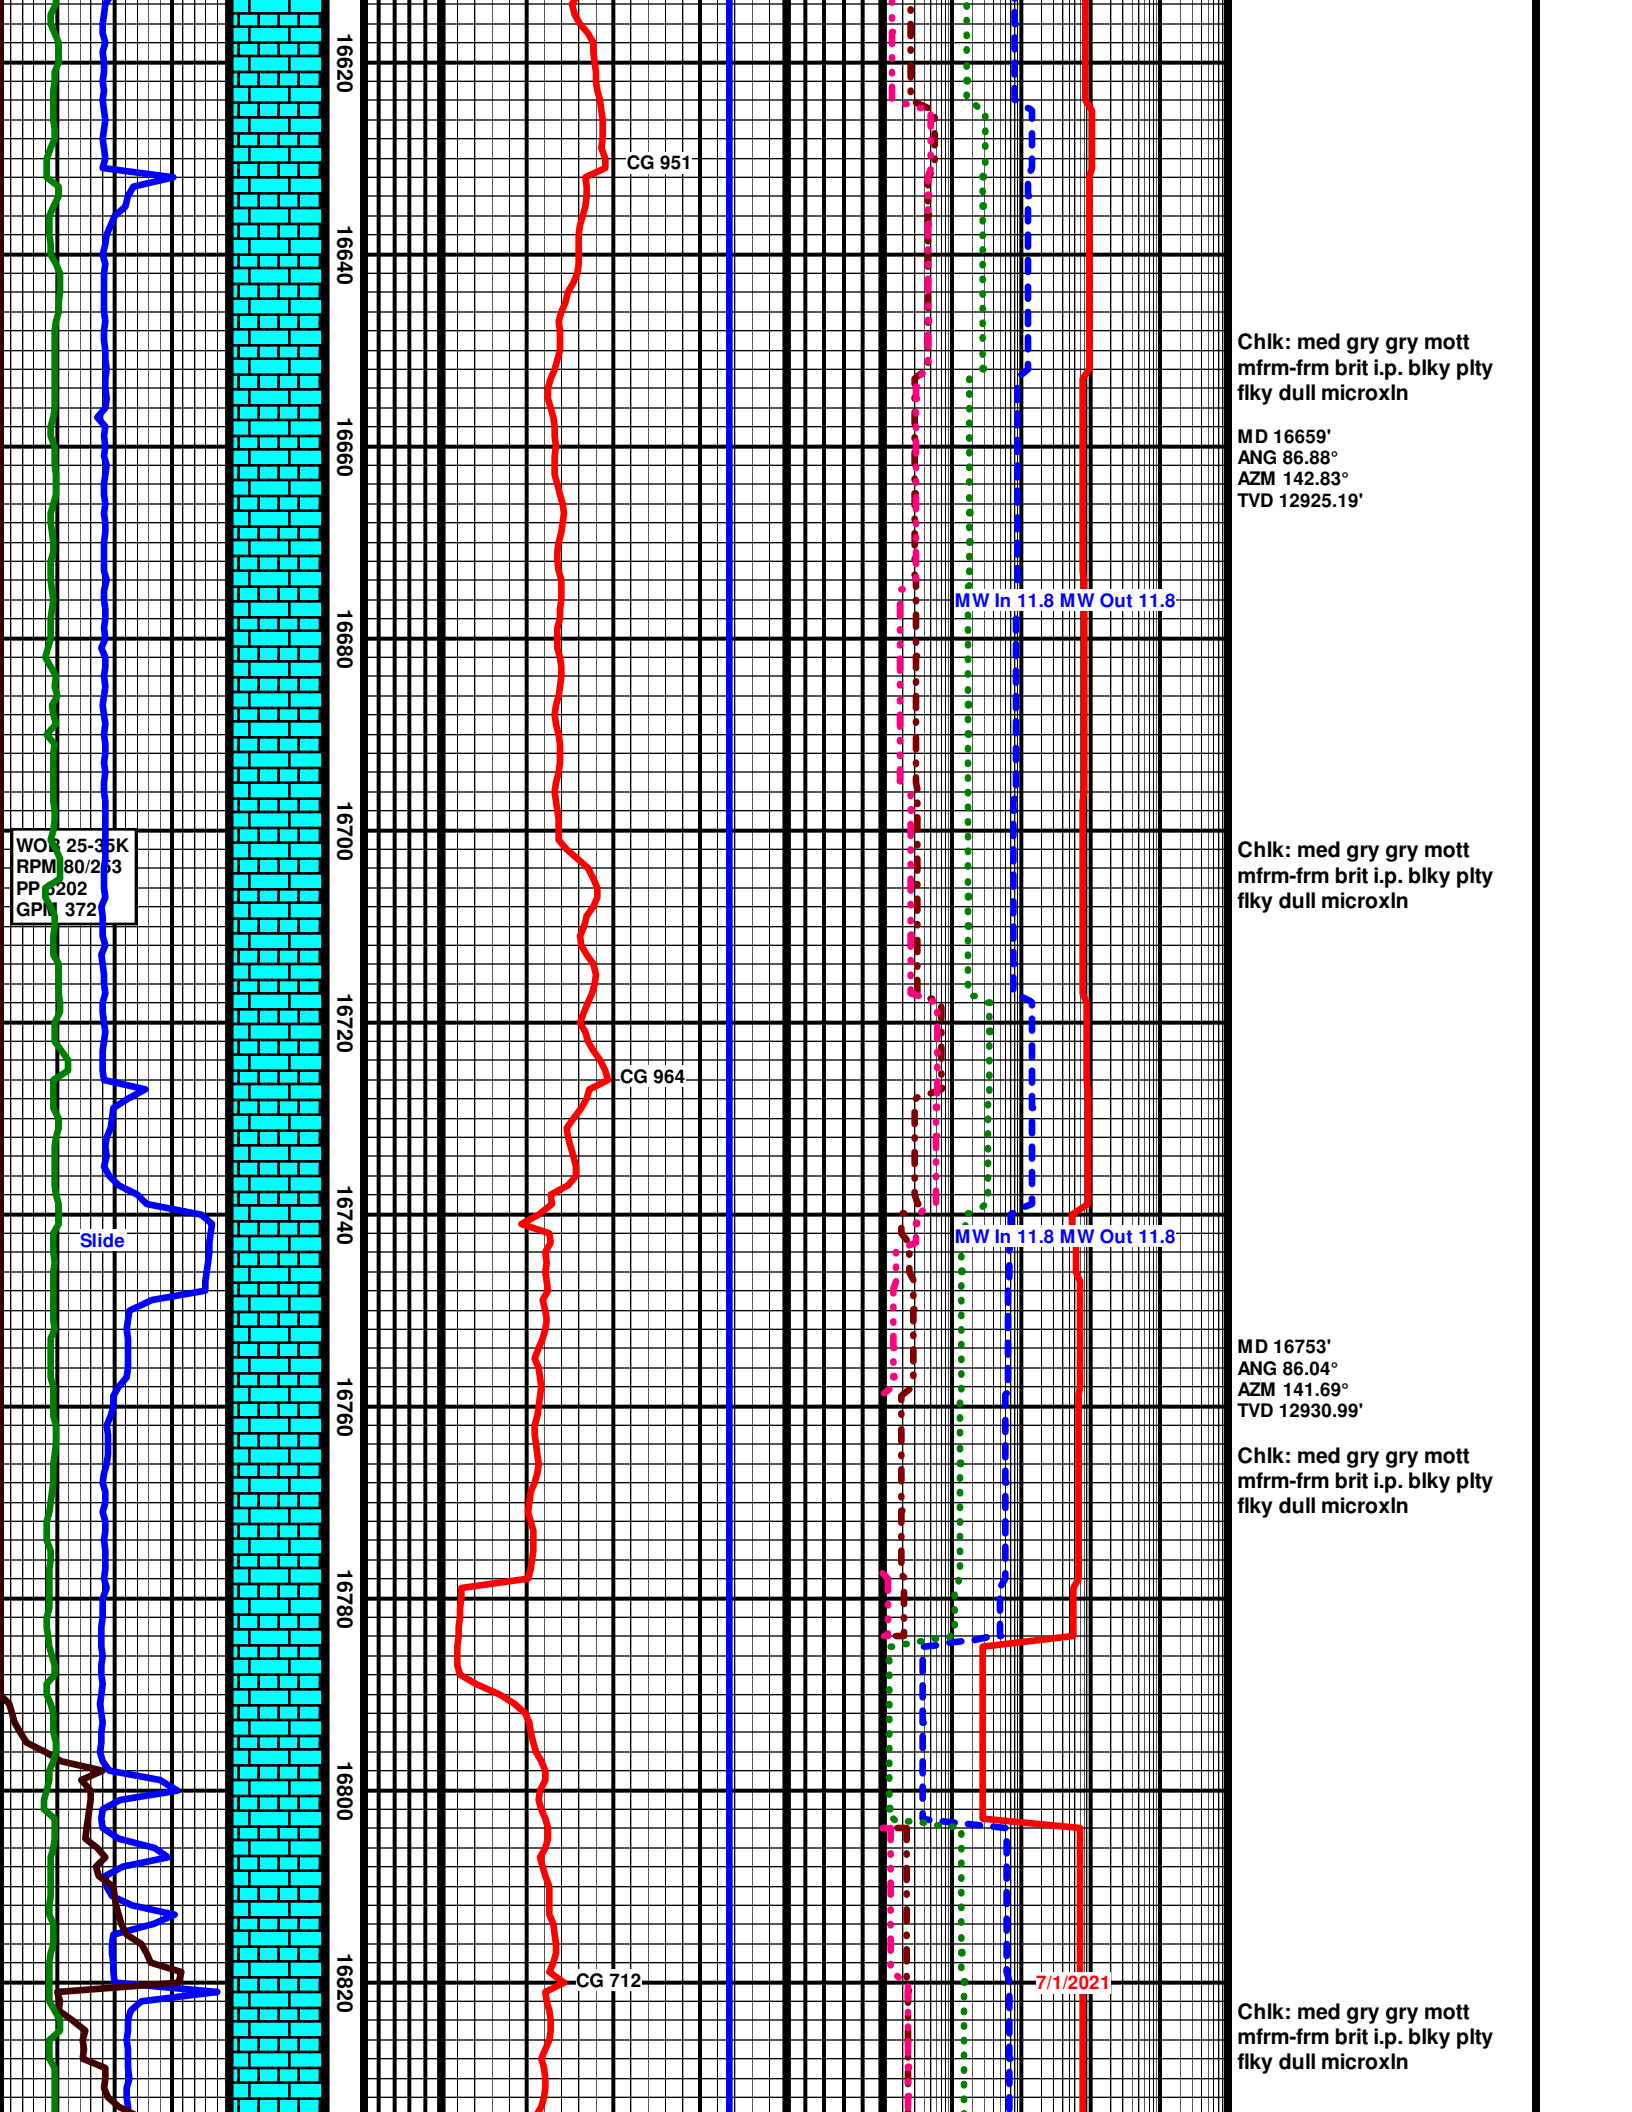 16620
CG 951
16640
Chlk: med gry gry mott
mfrm-frm brit i.p. blky plty
flky dull microxln
MD 16659'
ANG 86.88°
AZM 142.83°
TVD 12925.19'
16660
MW In 11.8 MW Out 11.8
16680
16700
WOB 25-35K
RPM 80/263
GPM 372
Chlk: med gry gry mott
mfrm-frm brit i.p. blky plty
flky dull microxln
16720
CG 964
16740
Slide
MW In 11.8 MW Out 11.8
MD 16753'
ANG 86.04°
AZM 141.69°
TVD 12930.99'
16760
Chlk: med gry gry mott
mfrm-frm brit i.p. blky plty
flky dull microxln
16780
16800
16820
CG 712
7/1/2021
Chlk: med gry gry mott
mfrm-frm brit i.p. blky plty
flky dull microxln